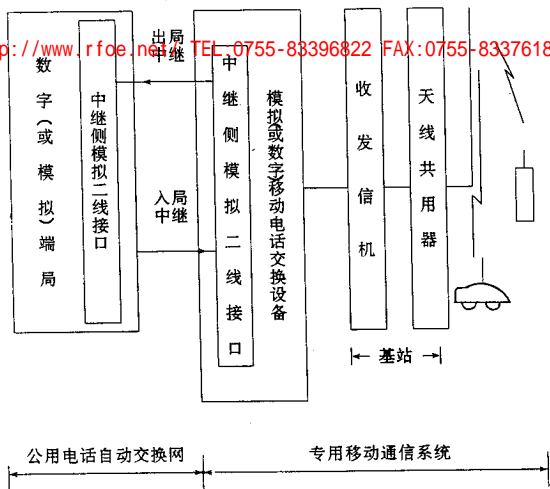 p://www.rfoe.net/ TEL:0755-83396822 FAX:0755-8337618
出局
中继
数字(或模拟)端局
中继侧模拟二线接口
入局
中继
中继侧模拟二线接口
模拟(或数字)移动电话交换设备
收发信机
天线共用器
基站
公用电话自动交换网
专用移动通信系统